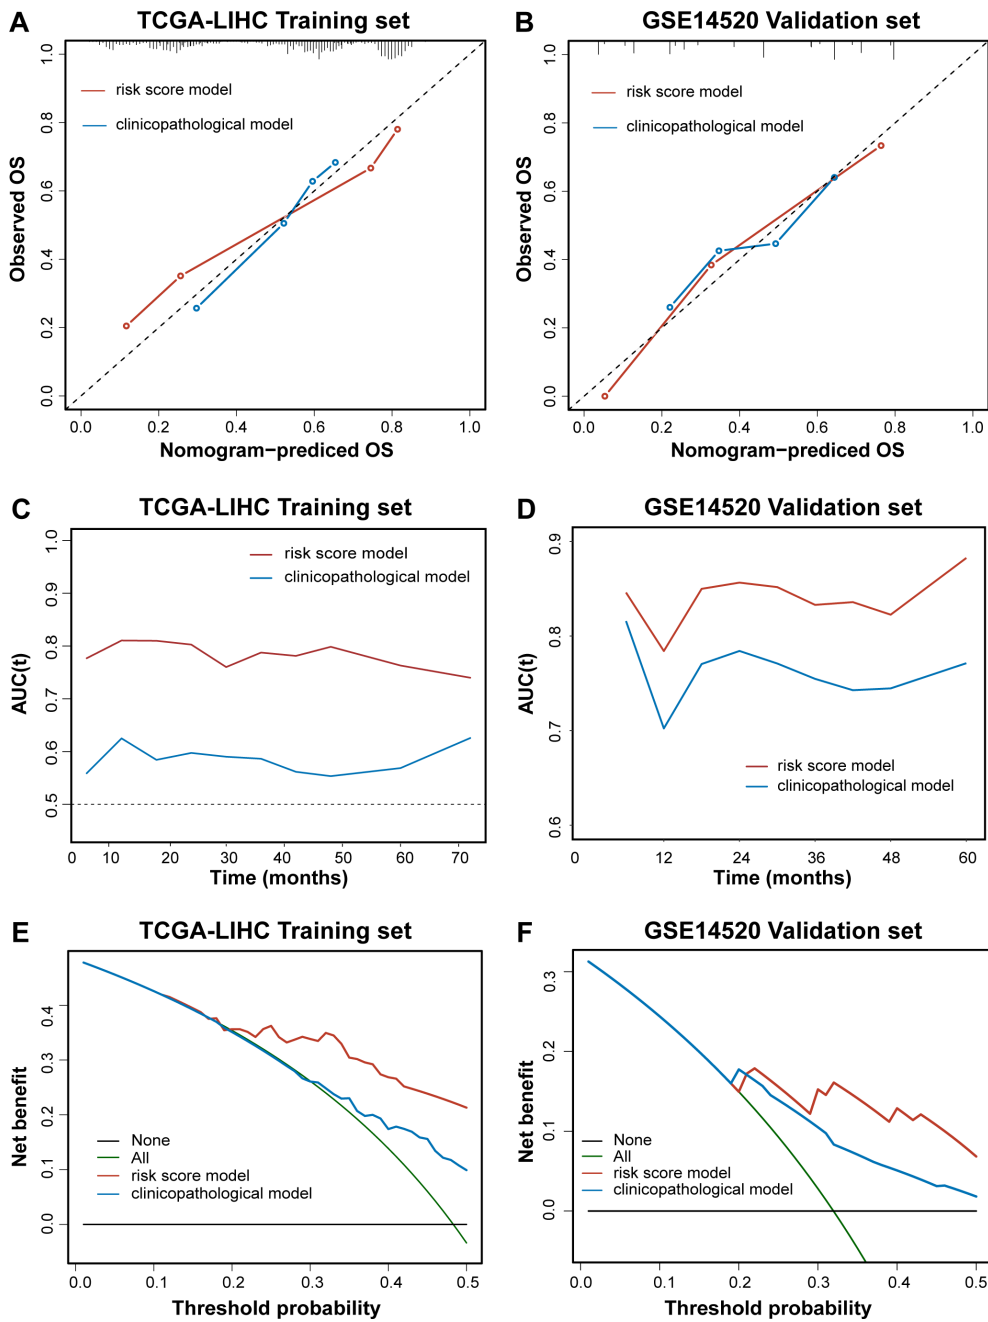 A
TCGA-LIHC Training set
1.0
0.8
0.6
0.4
0.2
0.0
Observed OS
risk score model
clinicopathological model
0.0 0.2 0.4 0.6 0.8 1.0
Nomogram-prediced OS
B
GSE14520 Validation set
1.0
0.8
0.6
0.4
0.2
0.0
Observed OS
risk score model
clinicopathological model
0.0 0.2 0.4 0.6 0.8 1.0
Nomogram-prediced OS
C
TCGA-LIHC Training set
1.0
0.9
0.8
0.7
0.6
0.5
AUC(t)
risk score model
clinicopathological model
0 10 20 30 40 50 60 70
Time (months)
D
GSE14520 Validation set
0.9
0.8
0.7
0.6
AUC(t)
risk score model
clinicopathological model
0 12 24 36 48 60
Time (months)
E
TCGA-LIHC Training set
0.4
0.3
0.2
0.1
0.0
Net benefit
None
All
risk score model
clinicopathological model
0.0 0.1 0.2 0.3 0.4 0.5
Threshold probability
F
GSE14520 Validation set
0.3
0.2
0.1
0.0
Net benefit
None
All
risk score model
clinicopathological model
0.0 0.1 0.2 0.3 0.4 0.5
Threshold probability